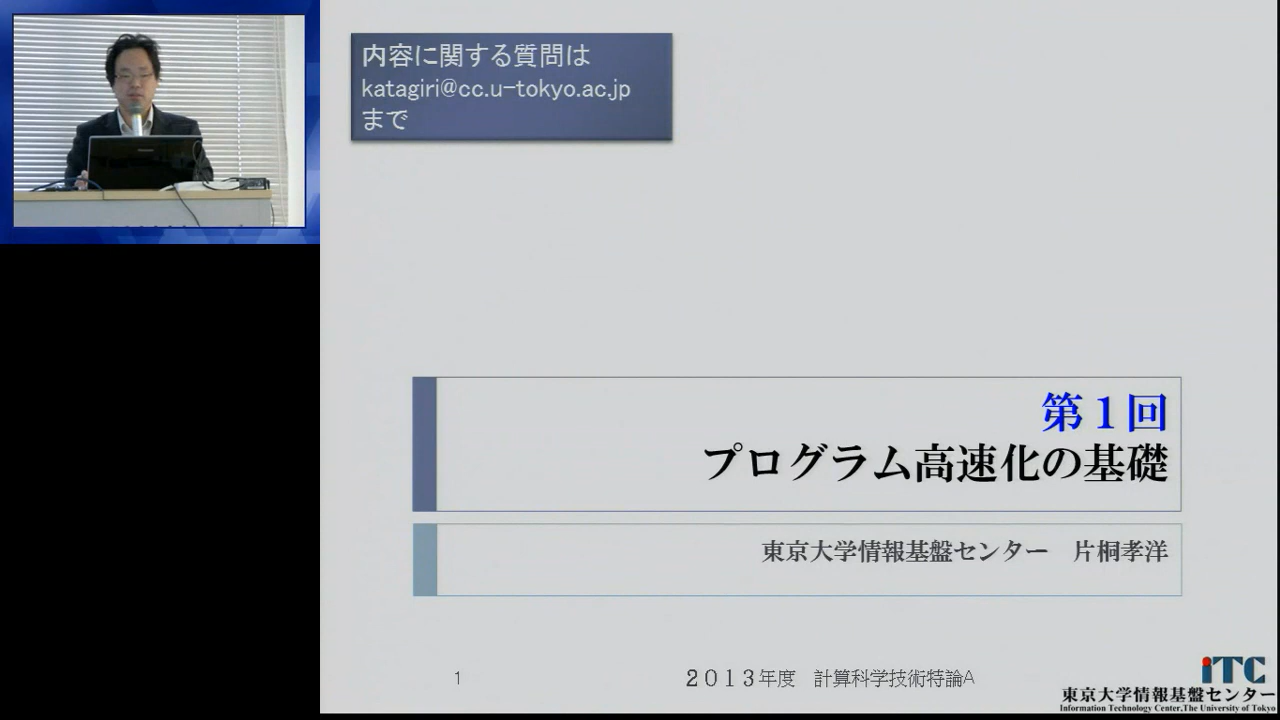 内容に関する質問は
katagiri@cc.u-tokyo.ac.jp
まで
第１回
プログラム高速化の基礎
東京大学情報基盤センター　片桐孝洋
1
２０１３年度　計算科学技術特論A
iTC
東京大学情報基盤センター
Information Technology Center,The University of Tokyo